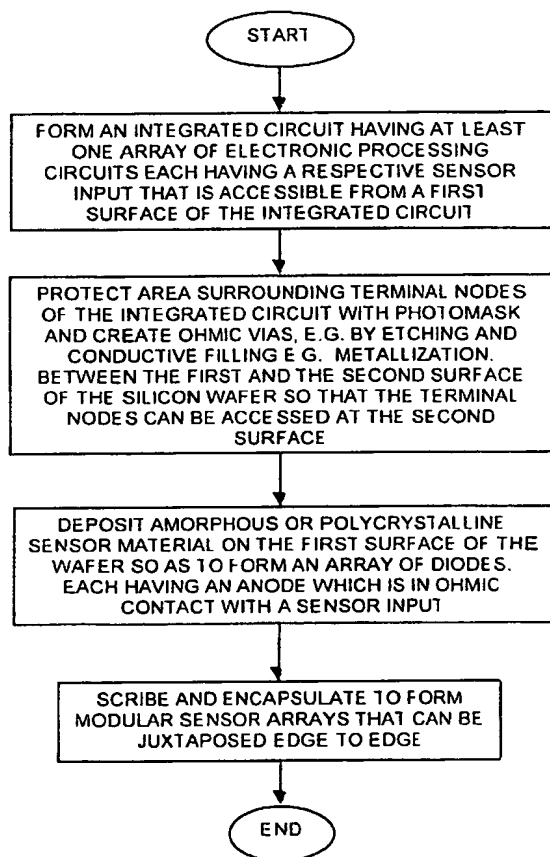 START
FORM AN INTEGRATED CIRCUIT HAVING AT LEAST
ONE ARRAY OF ELECTRONIC PROCESSING
CIRCUITS EACH HAVING A RESPECTIVE SENSOR
INPUT THAT IS ACCESSIBLE FROM A FIRST
SURFACE OF THE INTEGRATED CIRCUIT
PROTECT AREA SURROUNDING TERMINAL NODES
OF THE INTEGRATED CIRCUIT WITH PHOTOMASK
AND CREATE OHMIC VIAS, E.G. BY ETCHING AND
CONDUCTIVE FILLING E G. METALLIZATION.
BETWEEN THE FIRST AND THE SECOND SURFACE
OF THE SILICON WAFER SO THAT THE TERMINAL
NODES CAN BE ACCESSED AT THE SECOND
SURFACE
DEPOSIT AMORPHOUS OR POLYCRYSTALLINE
SENSOR MATERIAL ON THE FIRST SURFACE OF THE
WAFER SO AS TO FORM AN ARRAY OF DIODES.
EACH HAVING AN ANODE WHICH IS IN OHMIC
CONTACT WITH A SENSOR INPUT
SCRIBE AND ENCAPSULATE TO FORM
MODULAR SENSOR ARRAYS THAT CAN BE
JUXTAPOSED EDGE TO EDGE
END